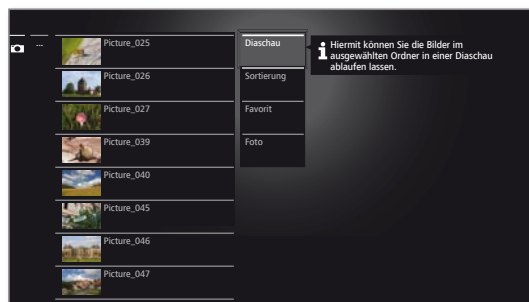 ...
Picture_025
Picture_026
Picture_027
Picture_039
Picture_040
Picture_045
Picture_046
Picture_047
Diaschau
Sortierung
Favorit
Foto
Hiermit können Sie die Bilder im
ausgewählten Ordner in einer Diaschau
ablaufen lassen.